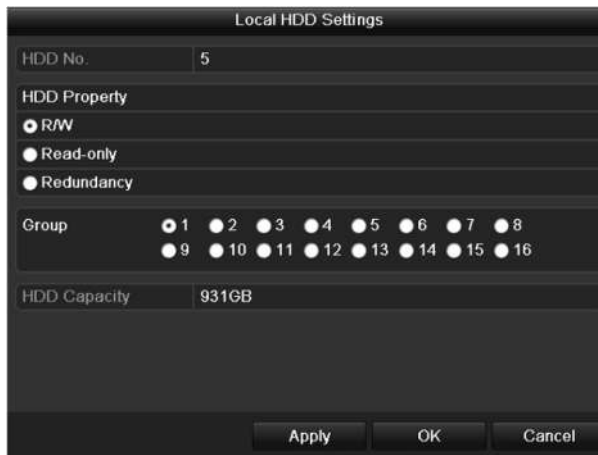 Local HDD Settings
HDD No. 5
HDD Property
R/W
Read-only
Redundancy
Group 1 2 3 4 5 6 7 8
9 10 11 12 13 14 15 16
HDD Capacity 931GB
Apply OK Cancel